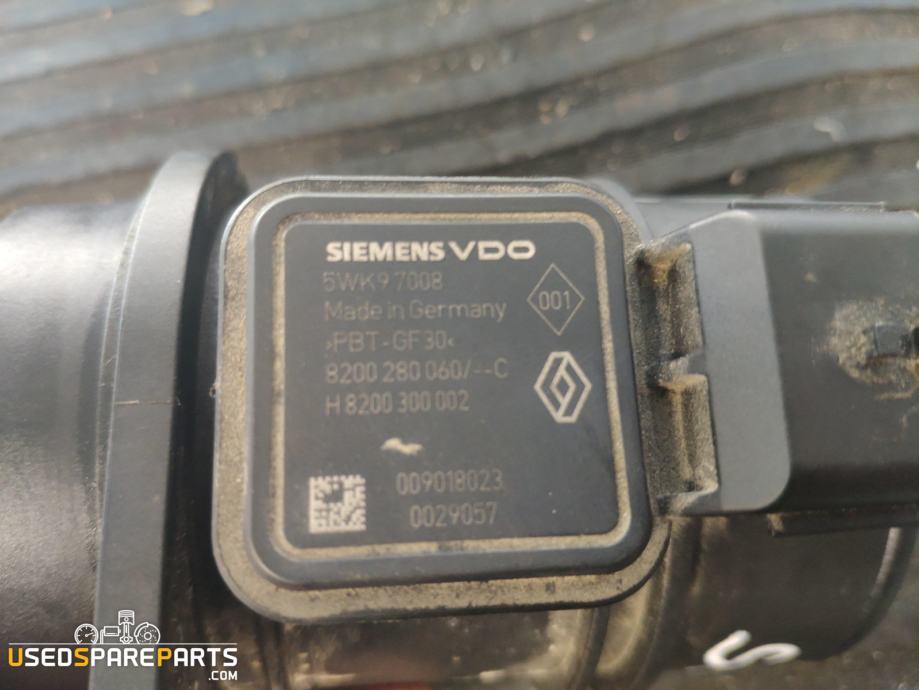 SIEMENS VDO
5WK9 7008
Made in Germany
001
>PBT-GF30<
8200 280 060/--C
H 8200 300 002
009018023
0029057
S
USEDSPAREPARTS
.COM